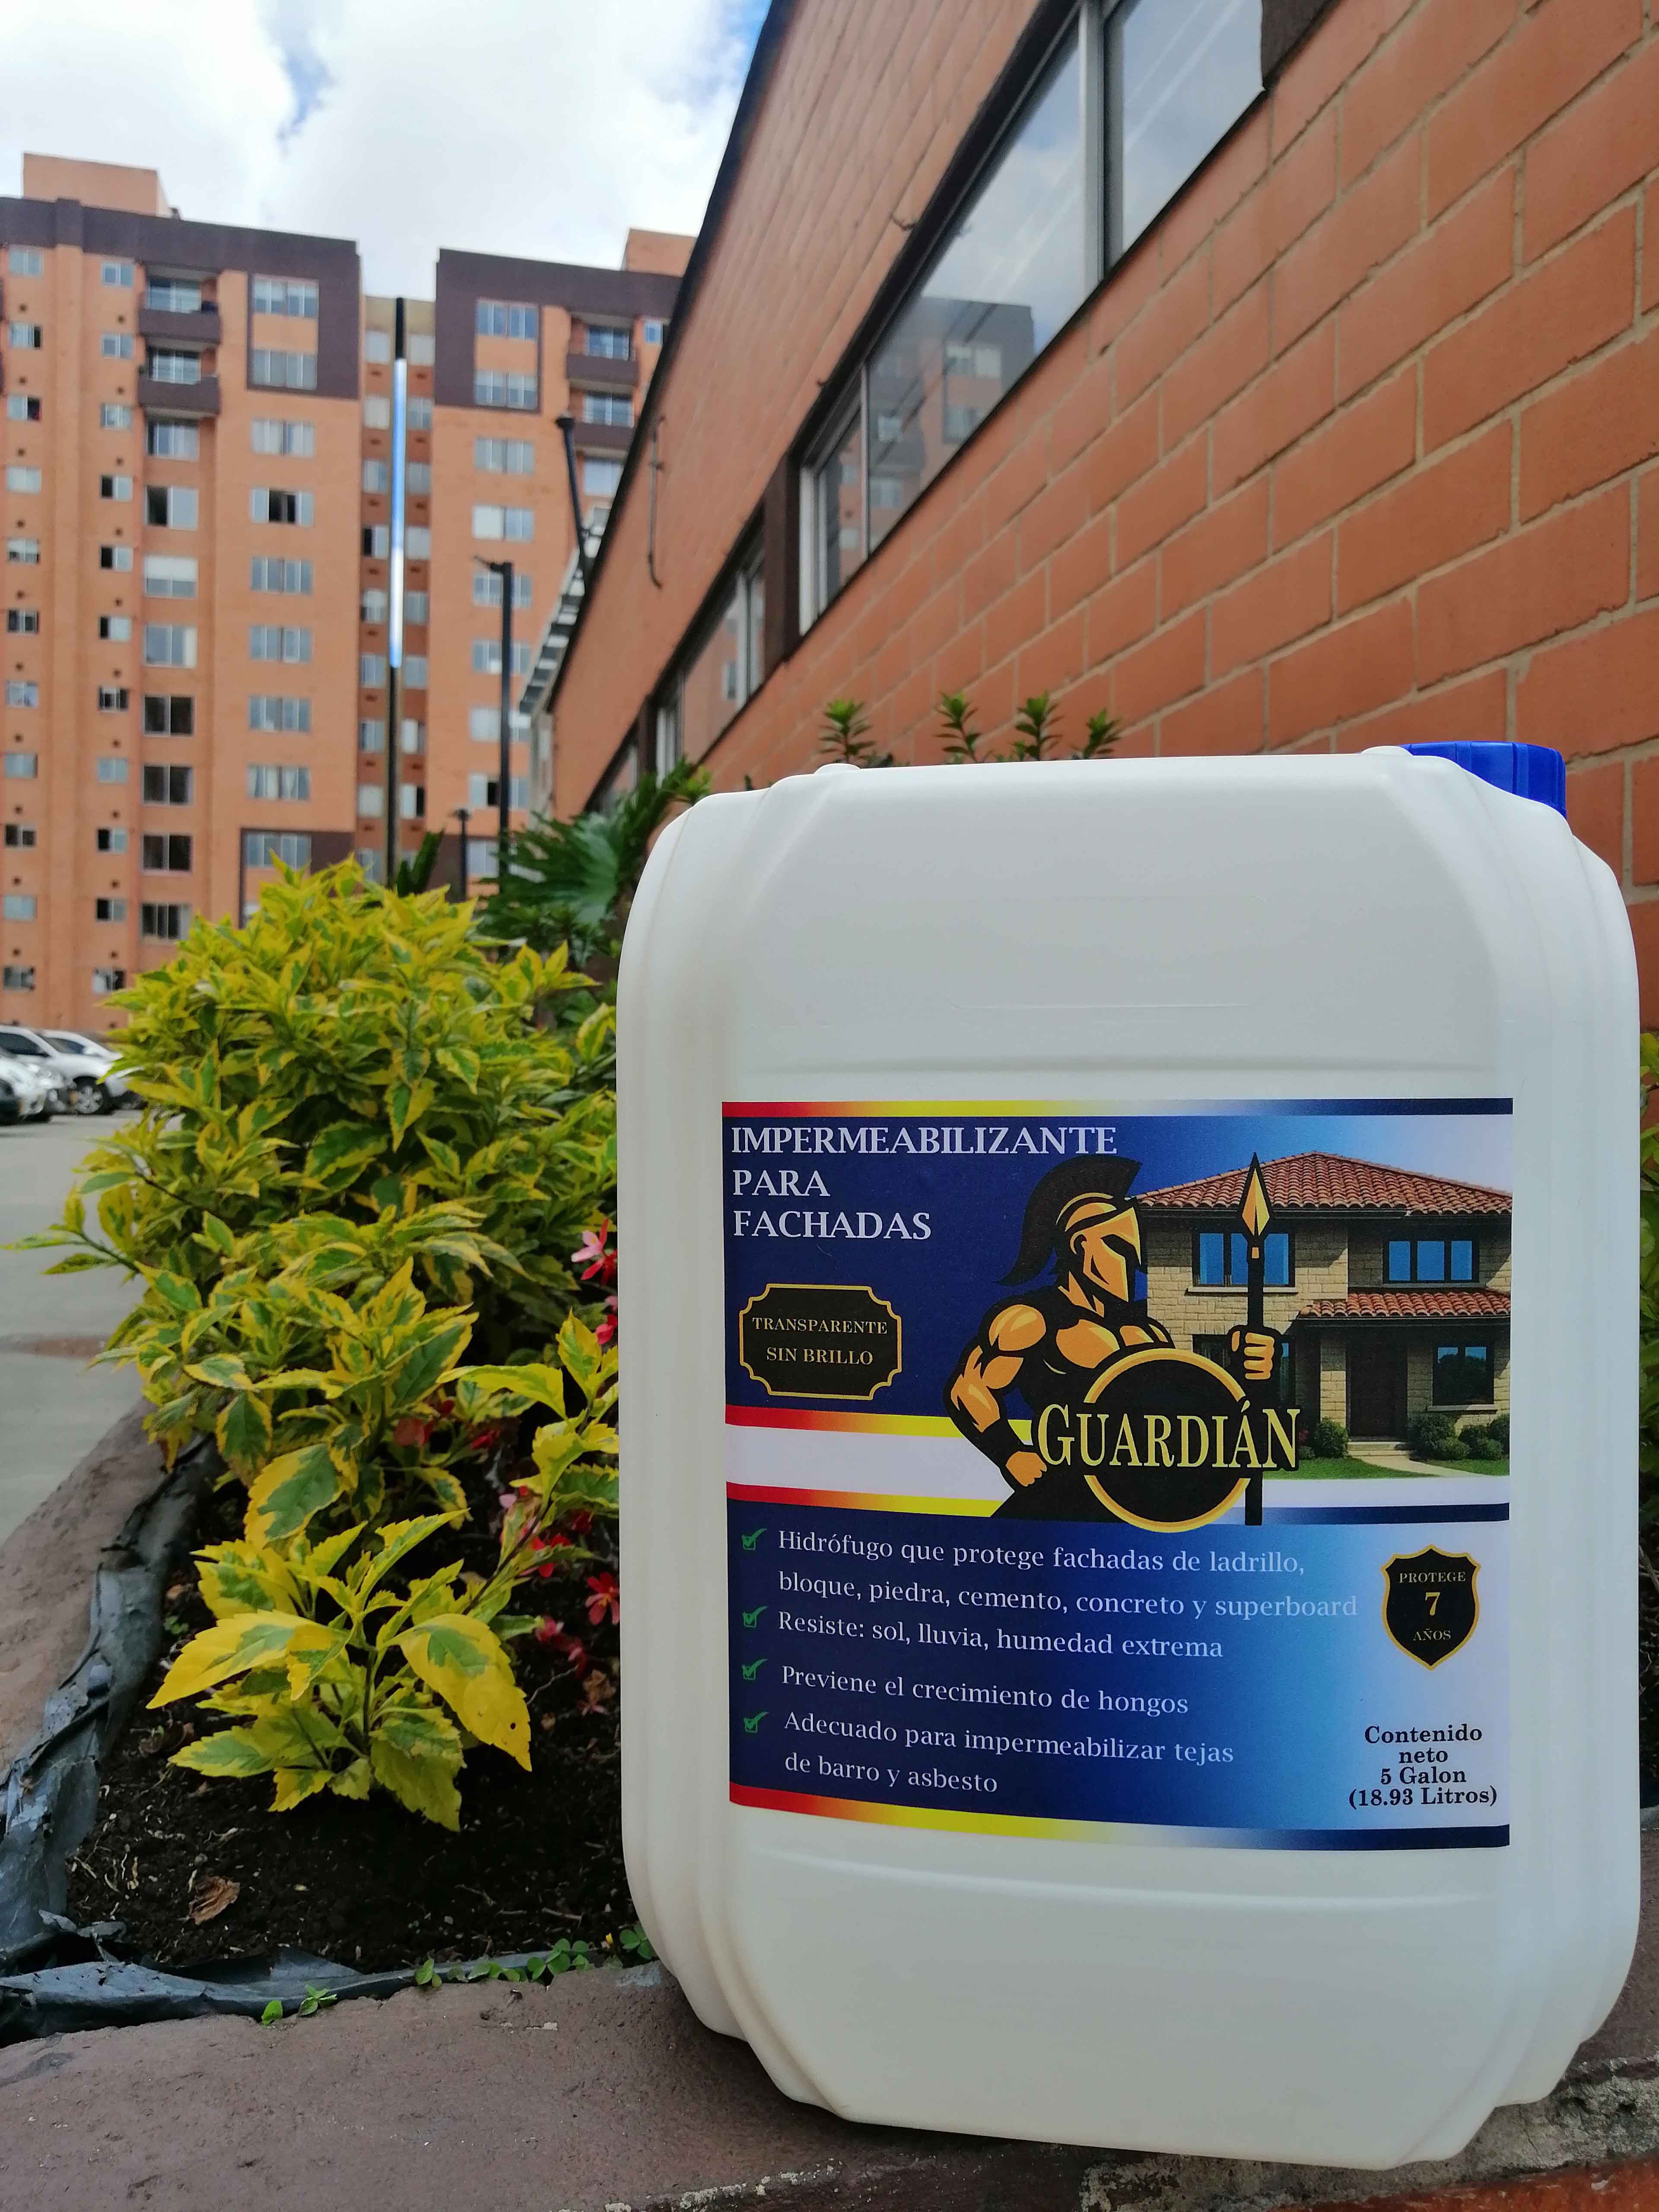 IMPERMEABILIZANTE
PARA
FACHADAS
TRANSPARENTE
SIN BRILLO
GUARDIÁN
Hidrófugo que protege fachadas de ladrillo,
bloque, piedra, cemento, concreto y superboard
Resiste: sol, lluvia, humedad extrema
Previene el crecimiento de hongos
Adecuado para impermeabilizar tejas
de barro y asbesto
PROTEGE
7
AÑOS
Contenido
neto
5 Galon
(18.93 Litros)